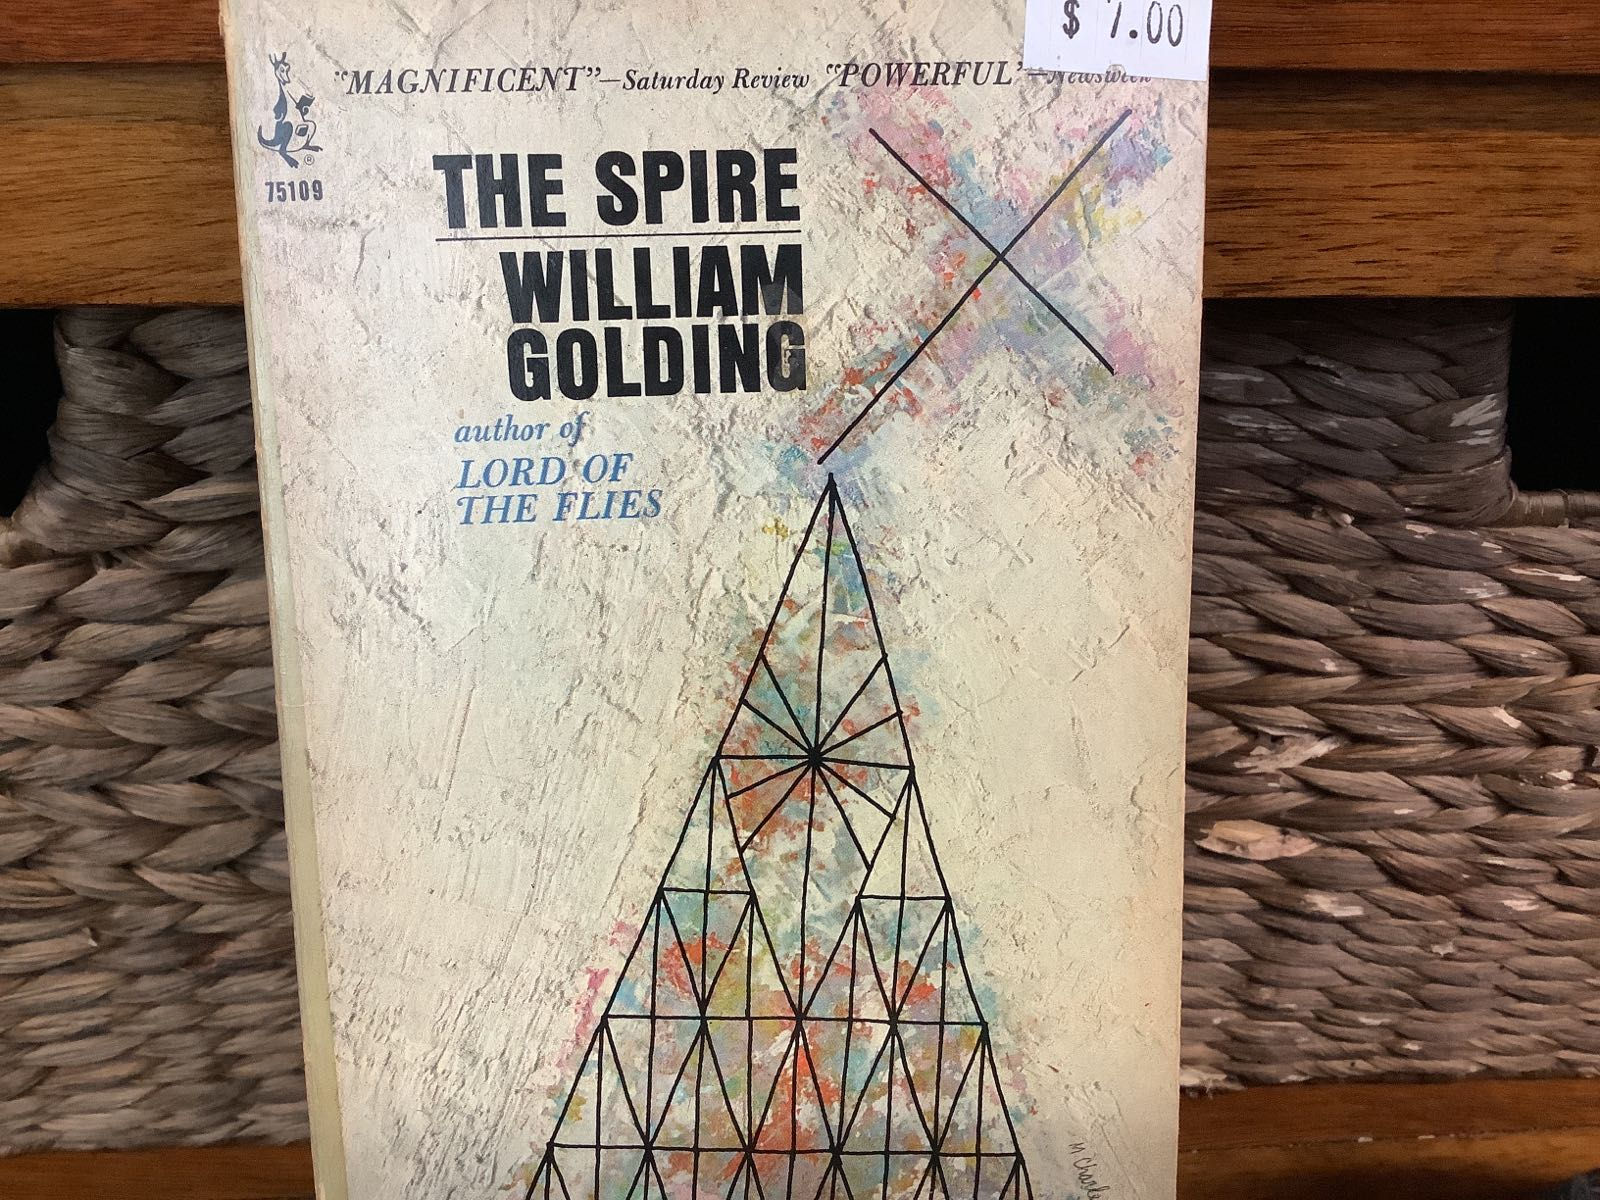 $ 7.00
"MAGNIFICENT"—Saturday Review "POWERFUL"—Newsweek
®
75109
THE SPIRE
WILLIAM
GOLDING
author of
LORD OF
THE FLIES